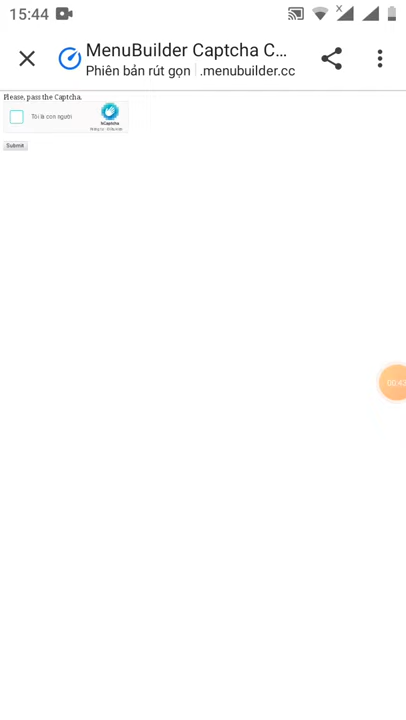 15:44
MenuBuilder Captcha C...
Phiên bản rút gọn .menubuilder.cc
Please, pass the Captcha.
Tôi là con người
hCaptcha
Submit